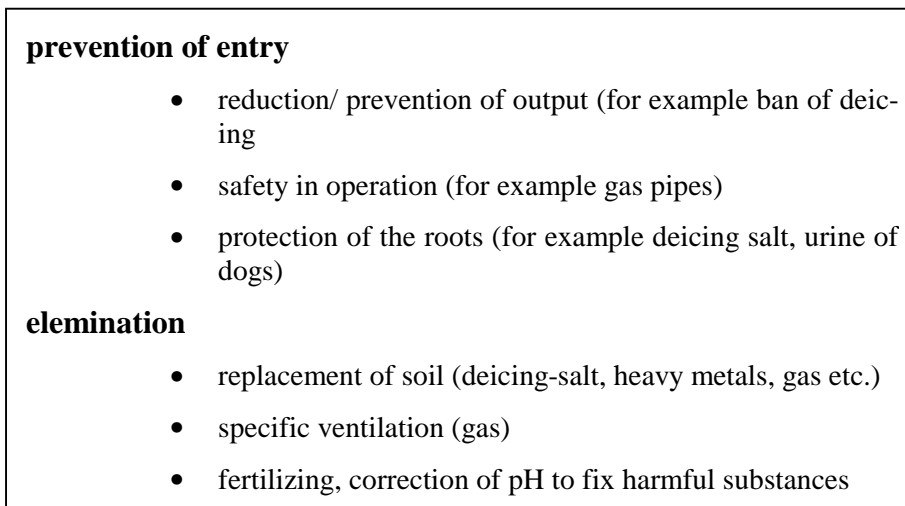 prevention of entry
• reduction/ prevention of output (for example ban of deic-
ing
• safety in operation (for example gas pipes)
• protection of the roots (for example deicing salt, urine of
dogs)
elemination
• replacement of soil (deicing-salt, heavy metals, gas etc.)
• specific ventilation (gas)
• fertilizing, correction of pH to fix harmful substances